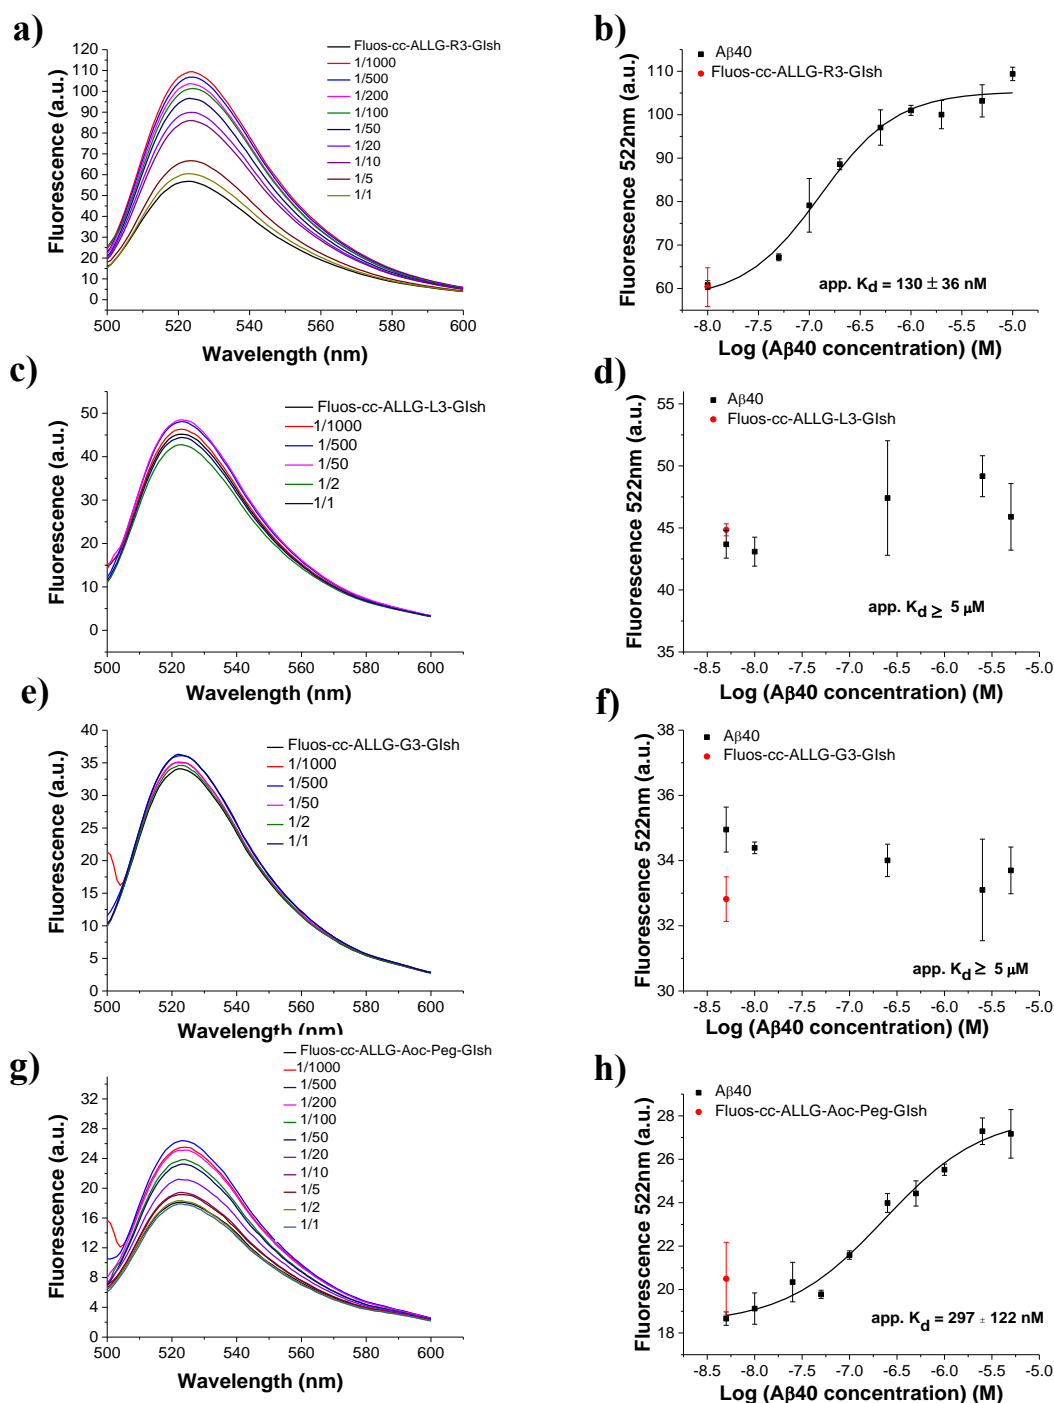 a)
Fluorescence (a.u.)
120
110
100
90
80
70
60
50
40
30
20
10
0
Fluos-cc-ALLG-R3-GIsh
1/1000
1/500
1/200
1/100
1/50
1/20
1/10
1/5
1/1
500 520 540 560 580 600
Wavelength (nm)
b)
Fluorescence 522nm (a.u.)
110
100
90
80
70
60
Aβ40
Fluos-cc-ALLG-R3-GIsh
app. Kd = 130 ± 36 nM
-8.0 -7.5 -7.0 -6.5 -6.0 -5.5 -5.0
Log (Aβ40 concentration) (M)
c)
Fluorescence (a.u.)
50
40
30
20
10
0
Fluos-cc-ALLG-L3-GIsh
1/1000
1/500
1/50
1/2
1/1
500 520 540 560 580 600
Wavelength (nm)
d)
Fluorescence 522nm (a.u.)
55
50
45
40
35
Aβ40
Fluos-cc-ALLG-L3-GIsh
app. Kd ≥ 5 μM
-8.5 -8.0 -7.5 -7.0 -6.5 -6.0 -5.5 -5.0
Log (Aβ40 concentration) (M)
e)
Fluorescence (a.u.)
40
35
30
25
20
15
10
5
0
Fluos-cc-ALLG-G3-GIsh
1/1000
1/500
1/50
1/2
1/1
500 520 540 560 580 600
Wavelength (nm)
f)
Fluorescence 522nm (a.u.)
38
36
34
32
30
Aβ40
Fluos-cc-ALLG-G3-GIsh
app. Kd ≥ 5 μM
-8.5 -8.0 -7.5 -7.0 -6.5 -6.0 -5.5 -5.0
Log (Aβ40 concentration) (M)
g)
Fluorescence (a.u.)
32
28
24
20
16
12
8
4
0
Fluos-cc-ALLG-Aoc-Peg-GIsh
1/1000
1/500
1/200
1/100
1/50
1/20
1/10
1/5
1/2
1/1
500 520 540 560 580 600
Wavelength (nm)
h)
Fluorescence 522nm (a.u.)
28
26
24
22
20
18
Aβ40
Fluos-cc-ALLG-Aoc-Peg-GIsh
app. Kd = 297 ± 122 nM
-8.5 -8.0 -7.5 -7.0 -6.5 -6.0 -5.5 -5.0
Log (Aβ40 concentration) (M)